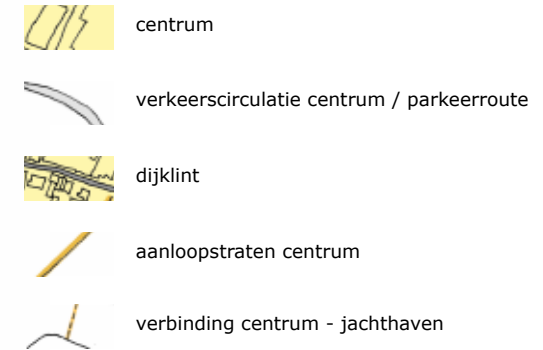 centrum
verkeerscirculatie centrum / parkeerroute
dijklint
aanloopstraten centrum
verbinding centrum - jachthaven